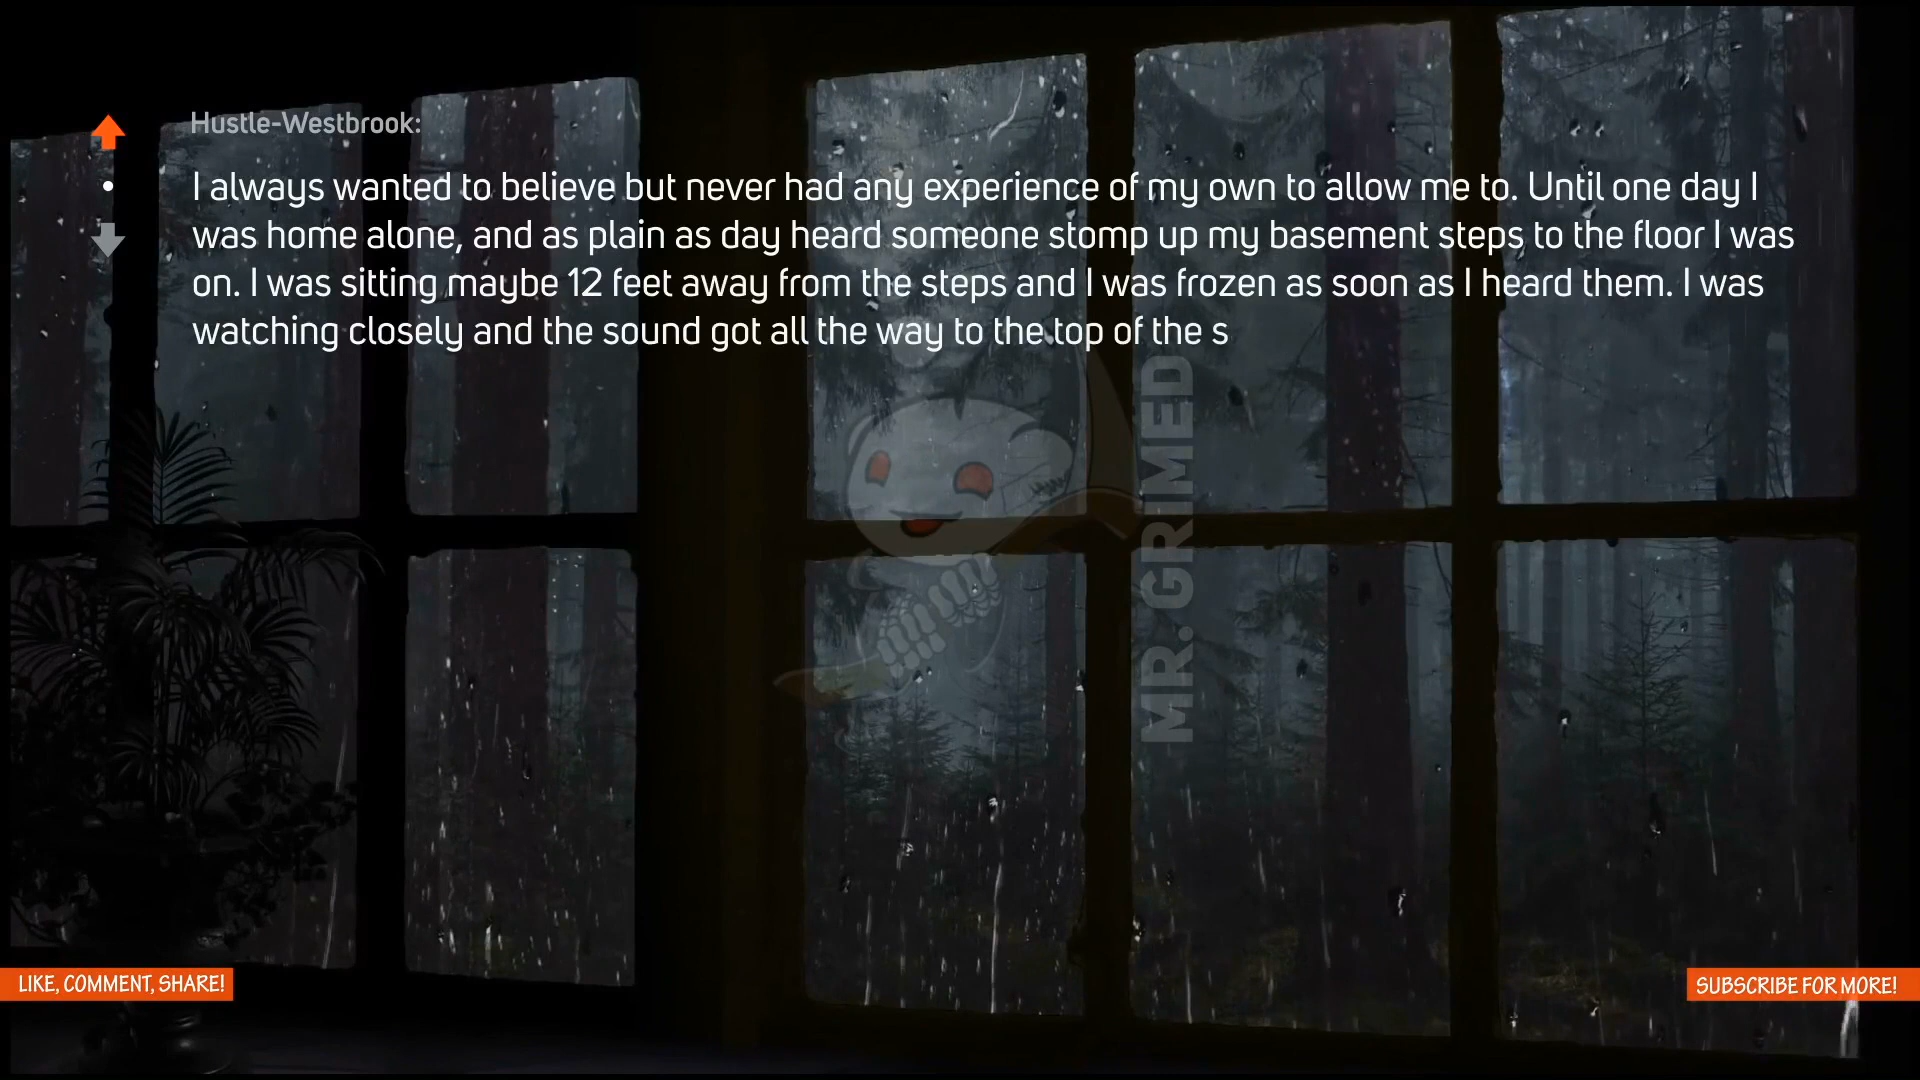 Hustle-Westbrook:
I always wanted to believe but never had any experience of my own to allow me to. Until one day I
was home alone, and as plain as day heard someone stomp up my basement steps to the floor I was
on. I was sitting maybe 12 feet away from the steps and I was frozen as soon as I heard them. I was
watching closely and the sound got all the way to the top of the s
MR. GRIMED
LIKE, COMMENT, SHARE!
SUBSCRIBE FOR MORE!